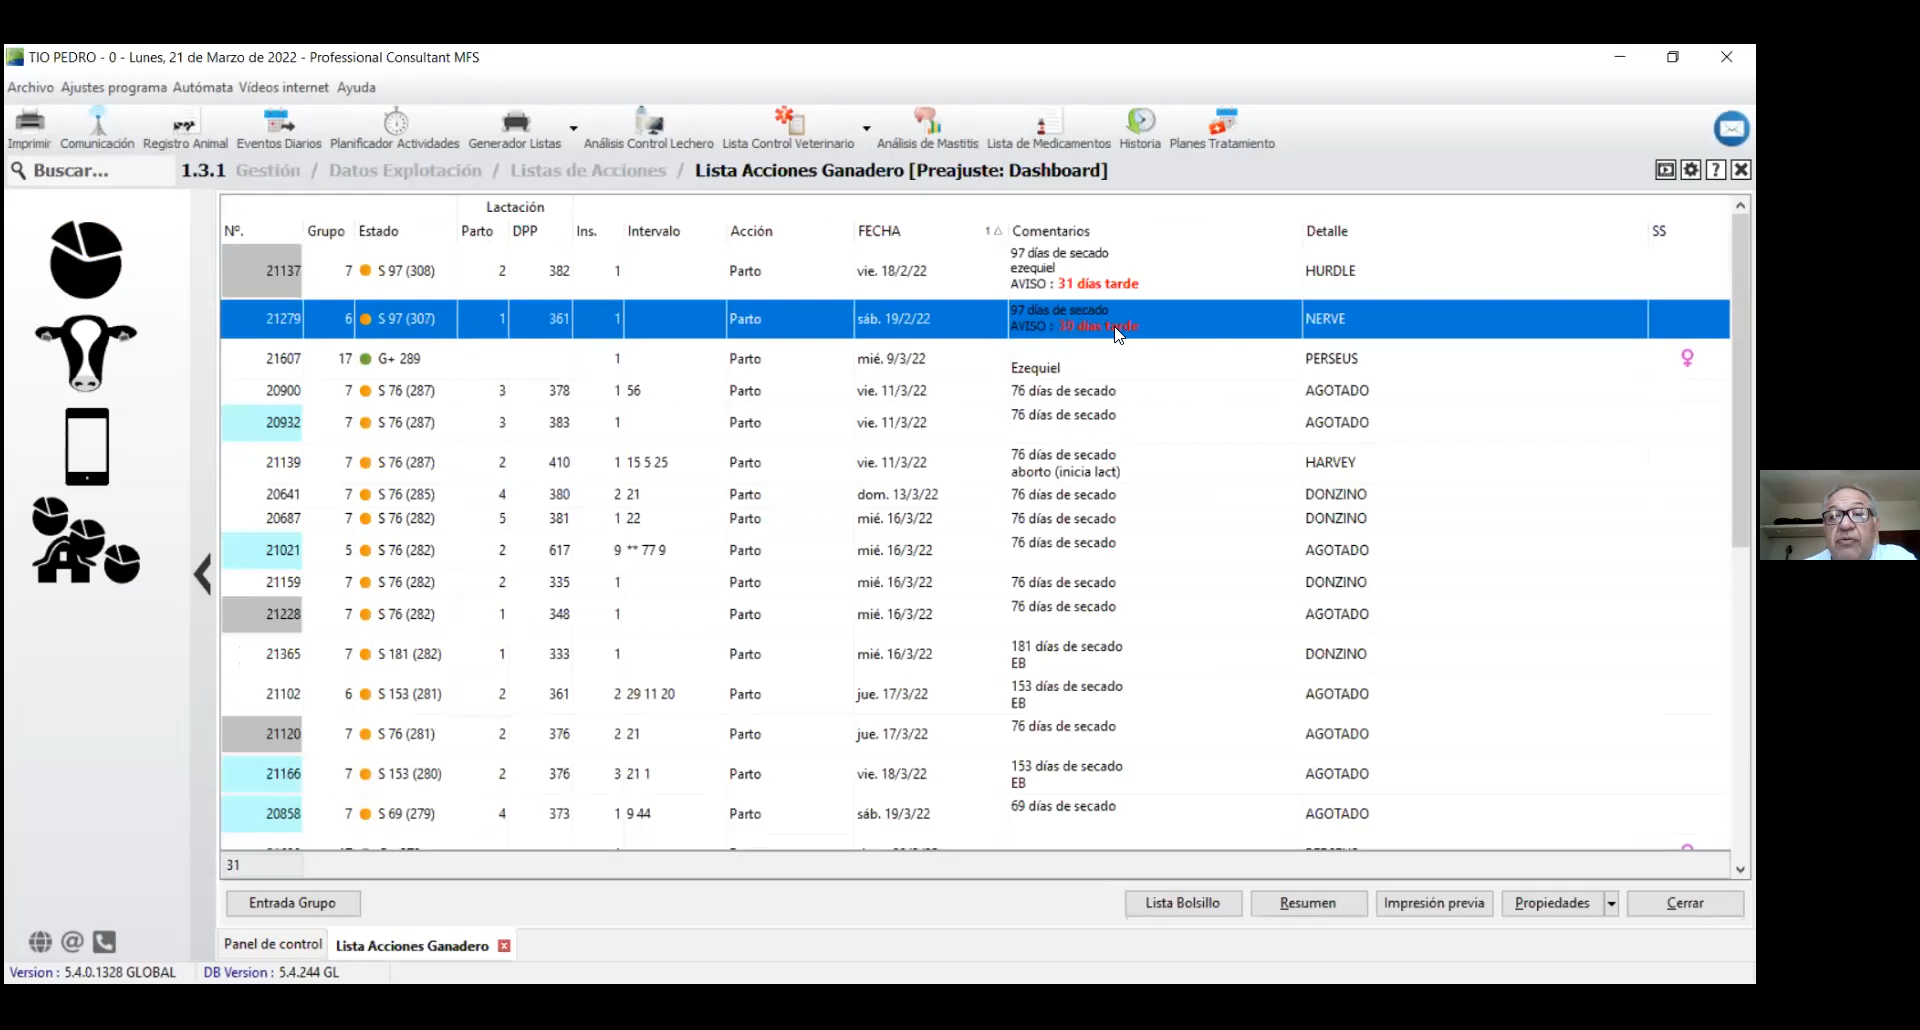 TIO PEDRO - 0 - Lunes, 21 de Marzo de 2022 - Professional Consultant MFS
Archivo Ajustes programa Autómata Vídeos internet Ayuda
Imprimir Comunicación Registro Animal Eventos Diarios Planificador Actividades Generador Listas Análisis Control Lechero Lista Control Veterinario Análisis de Mastitis Lista de Medicamentos Historia Planes Tratamiento
Buscar... 1.3.1 Gestión / Datos Explotación / Listas de Acciones / Lista Acciones Ganadero [Preajuste: Dashboard]
Lactación
Nº. Grupo Estado Parto DPP Ins. Intervalo Acción FECHA 1 Comentarios Detalle SS
97 días de secado
21137 7 S 97 (308) 2 382 1 Parto vie. 18/2/22 ezequiel HURDLE
AVISO : 31 días tarde
97 días de secado
21279 6 S 97 (307) 1 361 1 Parto sáb. 19/2/22 NERVE
AVISO : 30 días tarde
21607 17 G+ 289 1 Parto mié. 9/3/22 PERSEUS ♀
Ezequiel
20900 7 S 76 (287) 3 378 1 56 Parto vie. 11/3/22 76 días de secado AGOTADO
20932 7 S 76 (287) 3 383 1 Parto vie. 11/3/22 76 días de secado AGOTADO
76 días de secado
21139 7 S 76 (287) 2 410 1 15 5 25 Parto vie. 11/3/22 HARVEY
aborto (inicia lact)
20641 7 S 76 (285) 4 380 2 21 Parto dom. 13/3/22 76 días de secado DONZINO
20687 7 S 76 (282) 5 381 1 22 Parto mié. 16/3/22 76 días de secado DONZINO
21021 5 S 76 (282) 2 617 9 ** 77 9 Parto mié. 16/3/22 76 días de secado AGOTADO
21159 7 S 76 (282) 2 335 1 Parto mié. 16/3/22 76 días de secado DONZINO
21228 7 S 76 (282) 1 348 1 Parto mié. 16/3/22 76 días de secado AGOTADO
181 días de secado
21365 7 S 181 (282) 1 333 1 Parto mié. 16/3/22 DONZINO
EB
153 días de secado
21102 6 S 153 (281) 2 361 2 29 11 20 Parto jue. 17/3/22 AGOTADO
EB
21120 7 S 76 (281) 2 376 2 21 Parto jue. 17/3/22 76 días de secado AGOTADO
153 días de secado
21166 7 S 153 (280) 2 376 3 21 1 Parto vie. 18/3/22 AGOTADO
EB
20858 7 S 69 (279) 4 373 1 9 44 Parto sáb. 19/3/22 69 días de secado AGOTADO
31
Entrada Grupo Lista Bolsillo Resumen Impresión previa Propiedades Cerrar
Panel de control Lista Acciones Ganadero
Version : 5.4.0.1328 GLOBAL DB Version : 5.4.244 GL